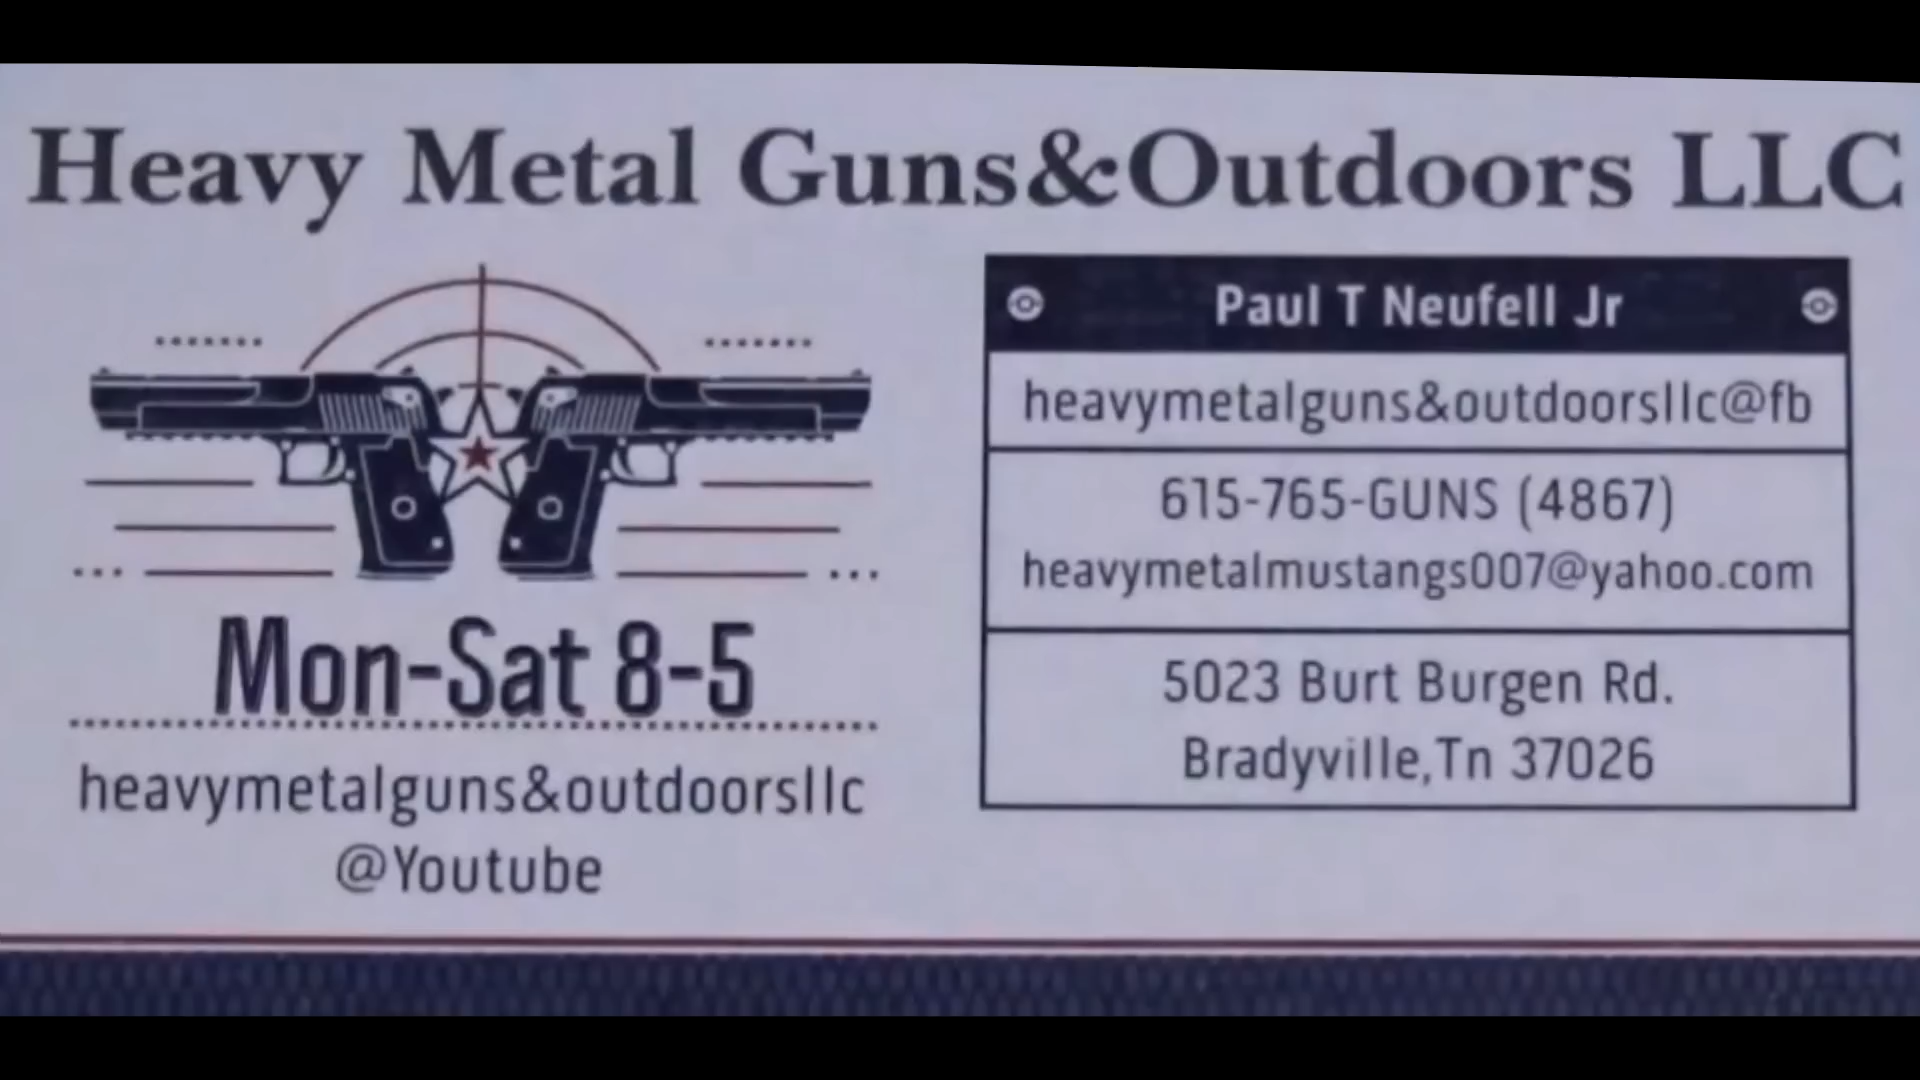 Heavy Metal Guns&Outdoors LLC
Mon-Sat 8-5
heavymetalguns&outdoorsllc
@Youtube
Paul T Neufell Jr
heavymetalguns&outdoorsllc@fb
615-765-GUNS (4867)
heavymetalmustangs007@yahoo.com
5023 Burt Burgen Rd.
Bradyville,Tn 37026